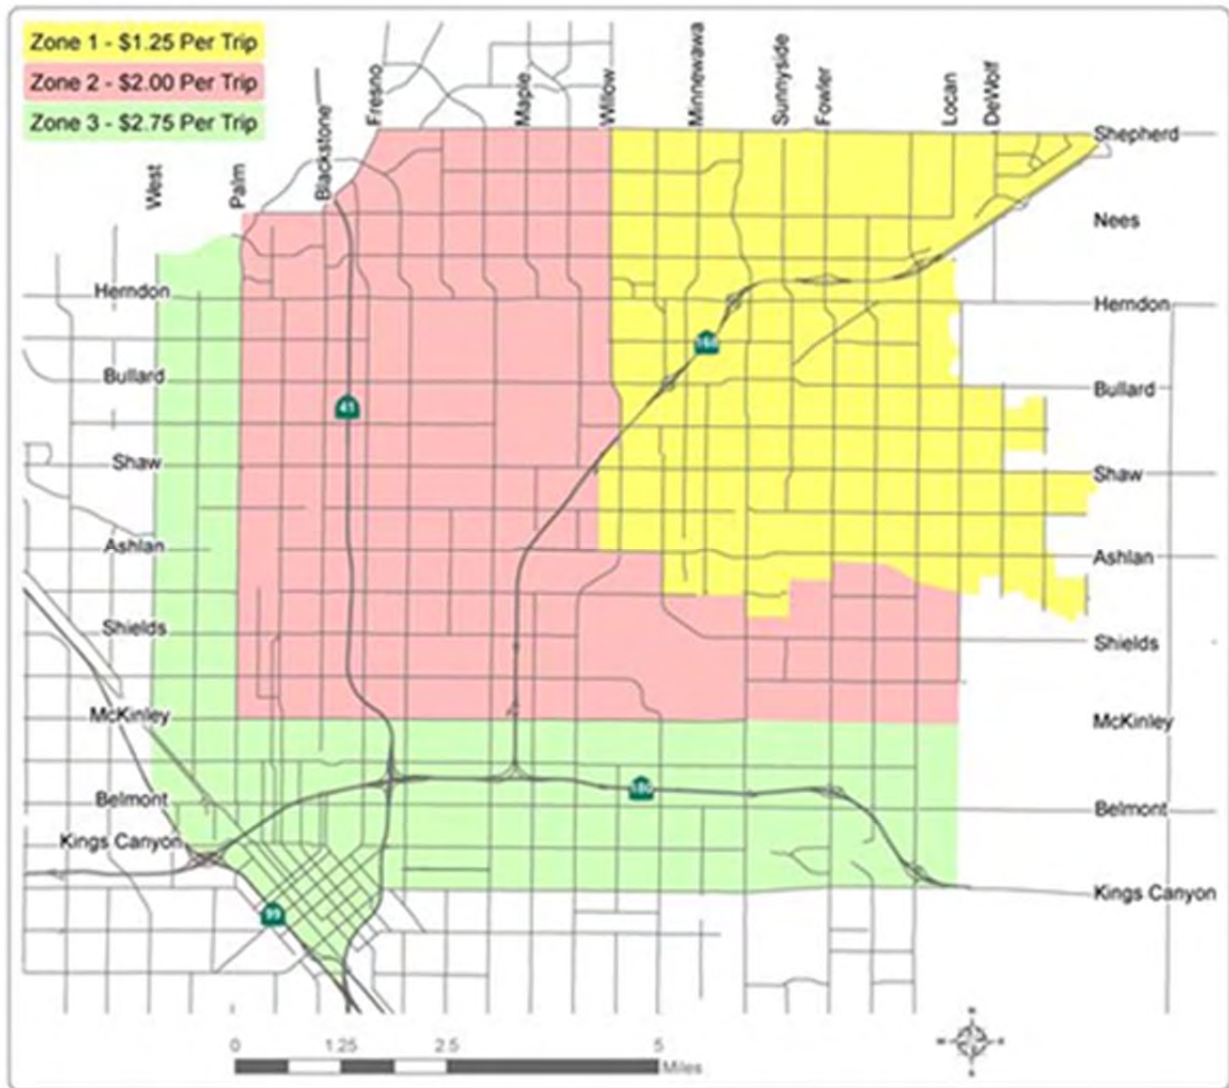 Zone 1 - $1.25 Per Trip
Zone 2 - $2.00 Per Trip
Zone 3 - $2.75 Per Trip
West
Palm
Blackstone
Fresno
Maple
Willow
Minnewawa
Sunnyside
Fowler
Locan
DeWolf
Shepherd
Nees
Herndon
Herndon
Bullard
Bullard
Shaw
Shaw
Ashlan
Ashlan
Shields
Shields
McKinley
McKinley
Belmont
Belmont
Kings Canyon
Kings Canyon
168
41
180
99
0 1.25 2.5 5
Miles